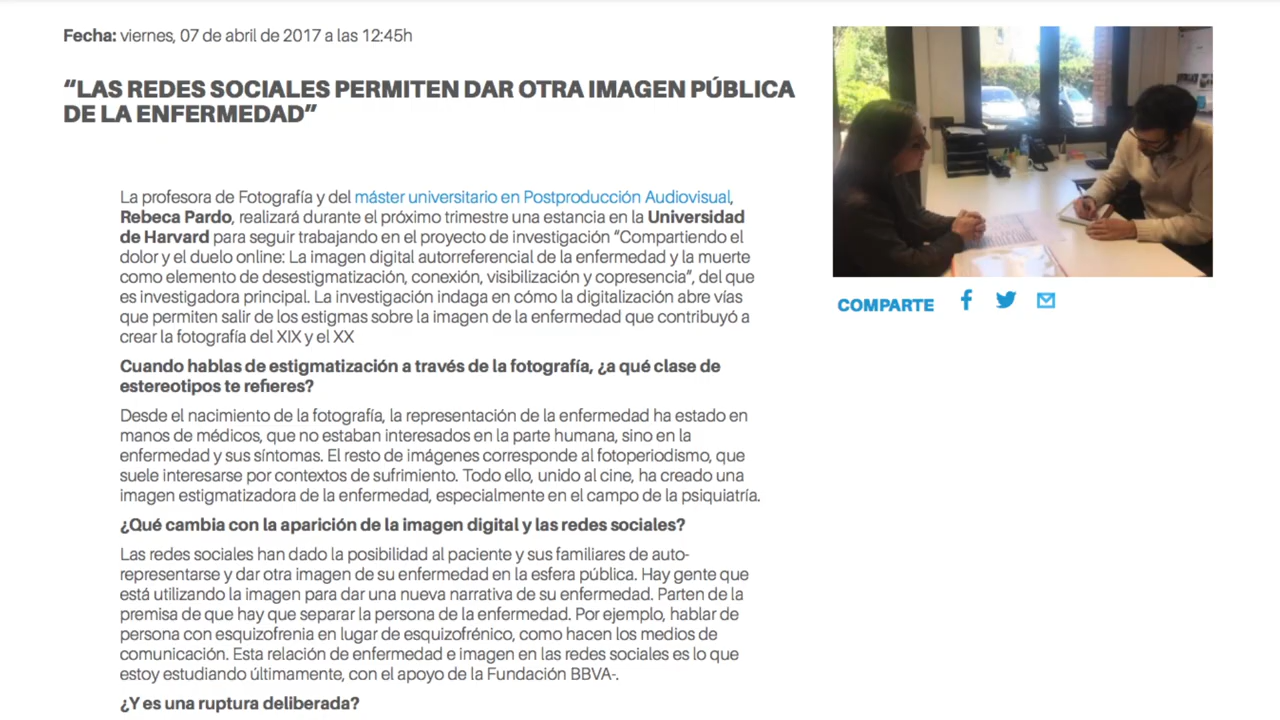 Fecha: viernes, 07 de abril de 2017 a las 12:45h
“LAS REDES SOCIALES PERMITEN DAR OTRA IMAGEN PÚBLICA
DE LA ENFERMEDAD”
La profesora de Fotografía y del máster universitario en Postproducción Audiovisual,
Rebeca Pardo, realizará durante el próximo trimestre una estancia en la Universidad
de Harvard para seguir trabajando en el proyecto de investigación “Compartiendo el
dolor y el duelo online: La imagen digital autorreferencial de la enfermedad y la muerte
como elemento de desestigmatización, conexión, visibilización y copresencia”, del que
es investigadora principal. La investigación indaga en cómo la digitalización abre vías
que permiten salir de los estigmas sobre la imagen de la enfermedad que contribuyó a
crear la fotografía del XIX y el XX
Cuando hablas de estigmatización a través de la fotografía, ¿a qué clase de
estereotipos te refieres?
Desde el nacimiento de la fotografía, la representación de la enfermedad ha estado en
manos de médicos, que no estaban interesados en la parte humana, sino en la
enfermedad y sus síntomas. El resto de imágenes corresponde al fotoperiodismo, que
suele interesarse por contextos de sufrimiento. Todo ello, unido al cine, ha creado una
imagen estigmatizadora de la enfermedad, especialmente en el campo de la psiquiatría.
¿Qué cambia con la aparición de la imagen digital y las redes sociales?
Las redes sociales han dado la posibilidad al paciente y sus familiares de auto-
representarse y dar otra imagen de su enfermedad en la esfera pública. Hay gente que
está utilizando la imagen para dar una nueva narrativa de su enfermedad. Parten de la
premisa de que hay que separar la persona de la enfermedad. Por ejemplo, hablar de
persona con esquizofrenia en lugar de esquizofrénico, como hacen los medios de
comunicación. Esta relación de enfermedad e imagen en las redes sociales es lo que
estoy estudiando últimamente, con el apoyo de la Fundación BBVA-.
¿Y es una ruptura deliberada?
COMPARTE